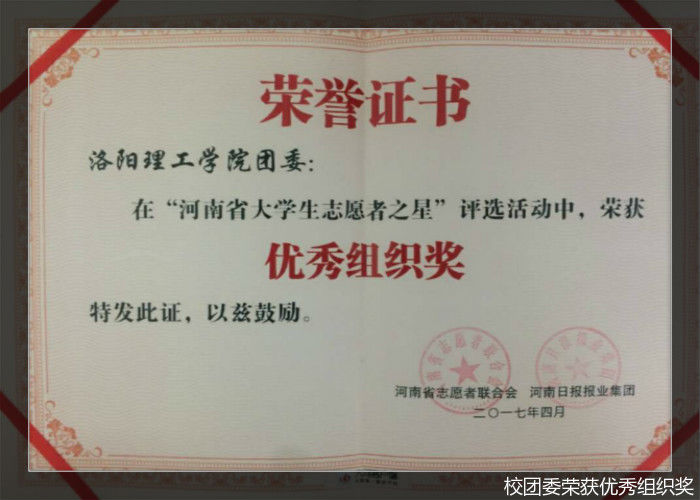 荣誉证书
洛阳理工学院团委：
在“河南省大学生志愿者之星”评选活动中，荣获
优秀组织奖
特发此证，以兹鼓励。
河南省志愿者联合会 河南日报报业集团
二〇一七年四月
校团委荣获优秀组织奖